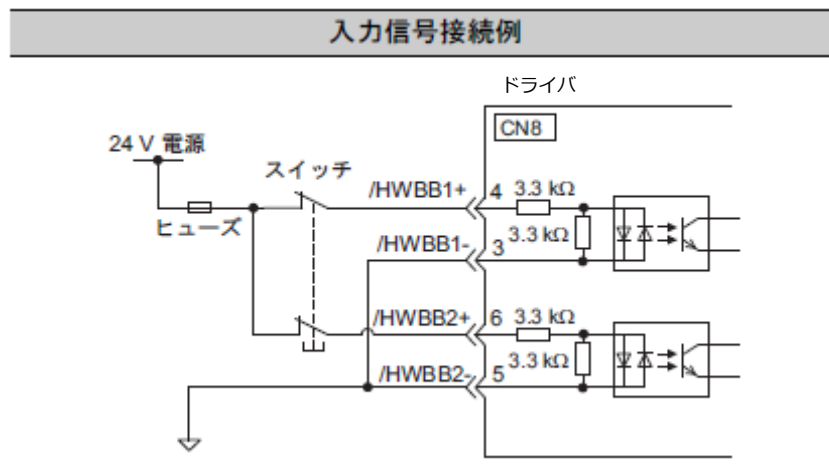 入力信号接続例
ドライバ
CN8
24 V 電源
スイッチ
ヒューズ
/HWBB1+ 4 3.3 kΩ
/HWBB1- 3 3.3 kΩ
/HWBB2+ 6 3.3 kΩ
/HWBB2- 5 3.3 kΩ